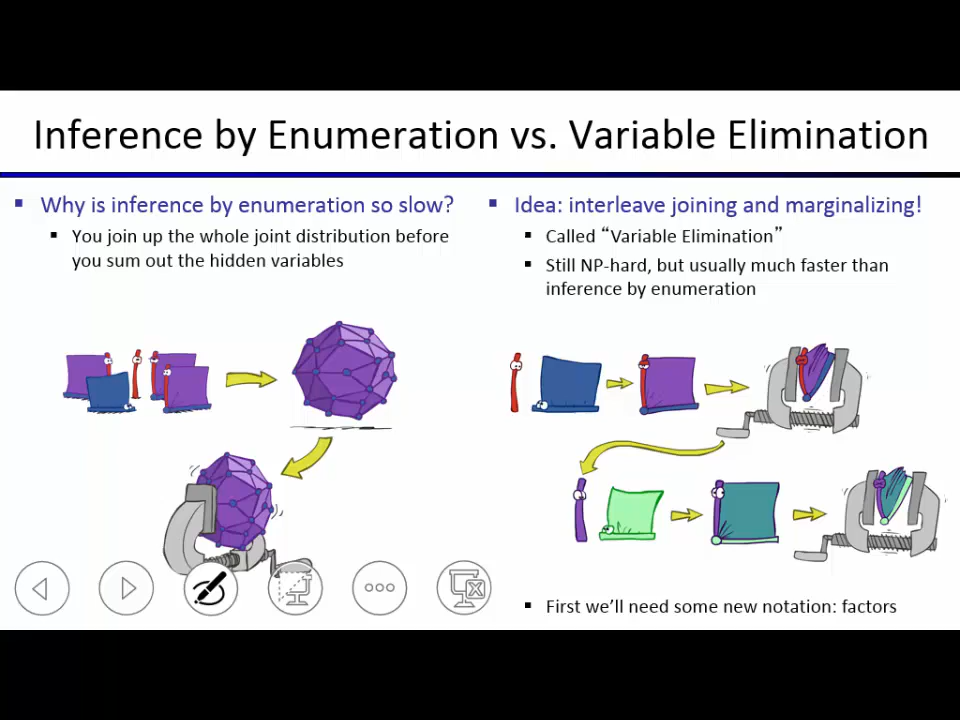 Inference by Enumeration vs. Variable Elimination
▪ Why is inference by enumeration so slow?
▪ You join up the whole joint distribution before
you sum out the hidden variables
▪ Idea: interleave joining and marginalizing!
▪ Called “Variable Elimination”
▪ Still NP-hard, but usually much faster than
inference by enumeration
▪ First we’ll need some new notation: factors